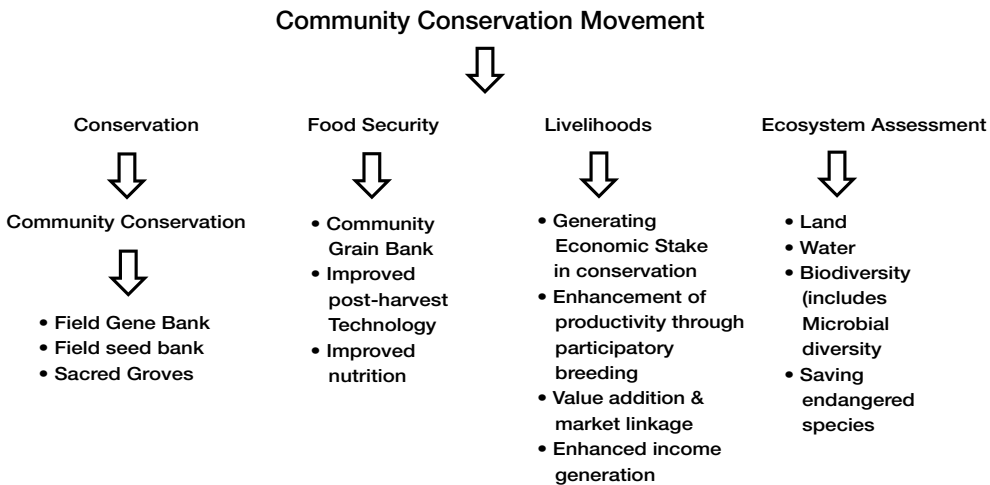 Community Conservation Movement
Conservation
Community Conservation
• Field Gene Bank
• Field seed bank
• Sacred Groves
Food Security
• Community
Grain Bank
• Improved
post-harvest
Technology
• Improved
nutrition
Livelihoods
• Generating
Economic Stake
in conservation
• Enhancement of
productivity through
participatory
breeding
• Value addition &
market linkage
• Enhanced income
generation
Ecosystem Assessment
• Land
• Water
• Biodiversity
(includes
Microbial
diversity
• Saving
endangered
species